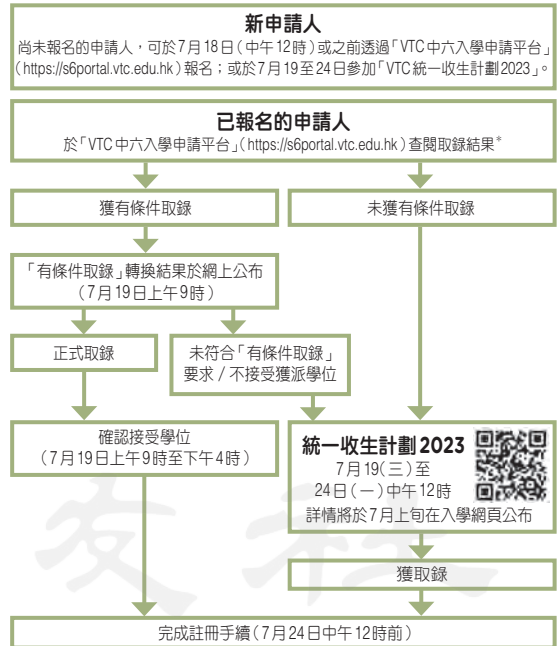 新申請人
尚未報名的申請人，可於7月18日（中午12時）或之前透過「VTC中六入學申請平台」
（https://s6portal.vtc.edu.hk）報名；或於7月19至24日參加「VTC統一收生計劃2023」。
已報名的申請人
於「VTC中六入學申請平台」（https://s6portal.vtc.edu.hk）查閱取錄結果*
獲有條件取錄
未獲有條件取錄
「有條件取錄」轉換結果於網上公布
（7月19日上午9時）
正式取錄
未符合「有條件取錄」
要求 / 不接受獲派學位
確認接受學位
（7月19日上午9時至下午4時）
統一收生計劃2023
7月19（三）至
24日（一）中午12時
詳情將於7月上旬在入學網頁公布
獲取錄
完成註冊手續（7月24日中午12時前）
友社